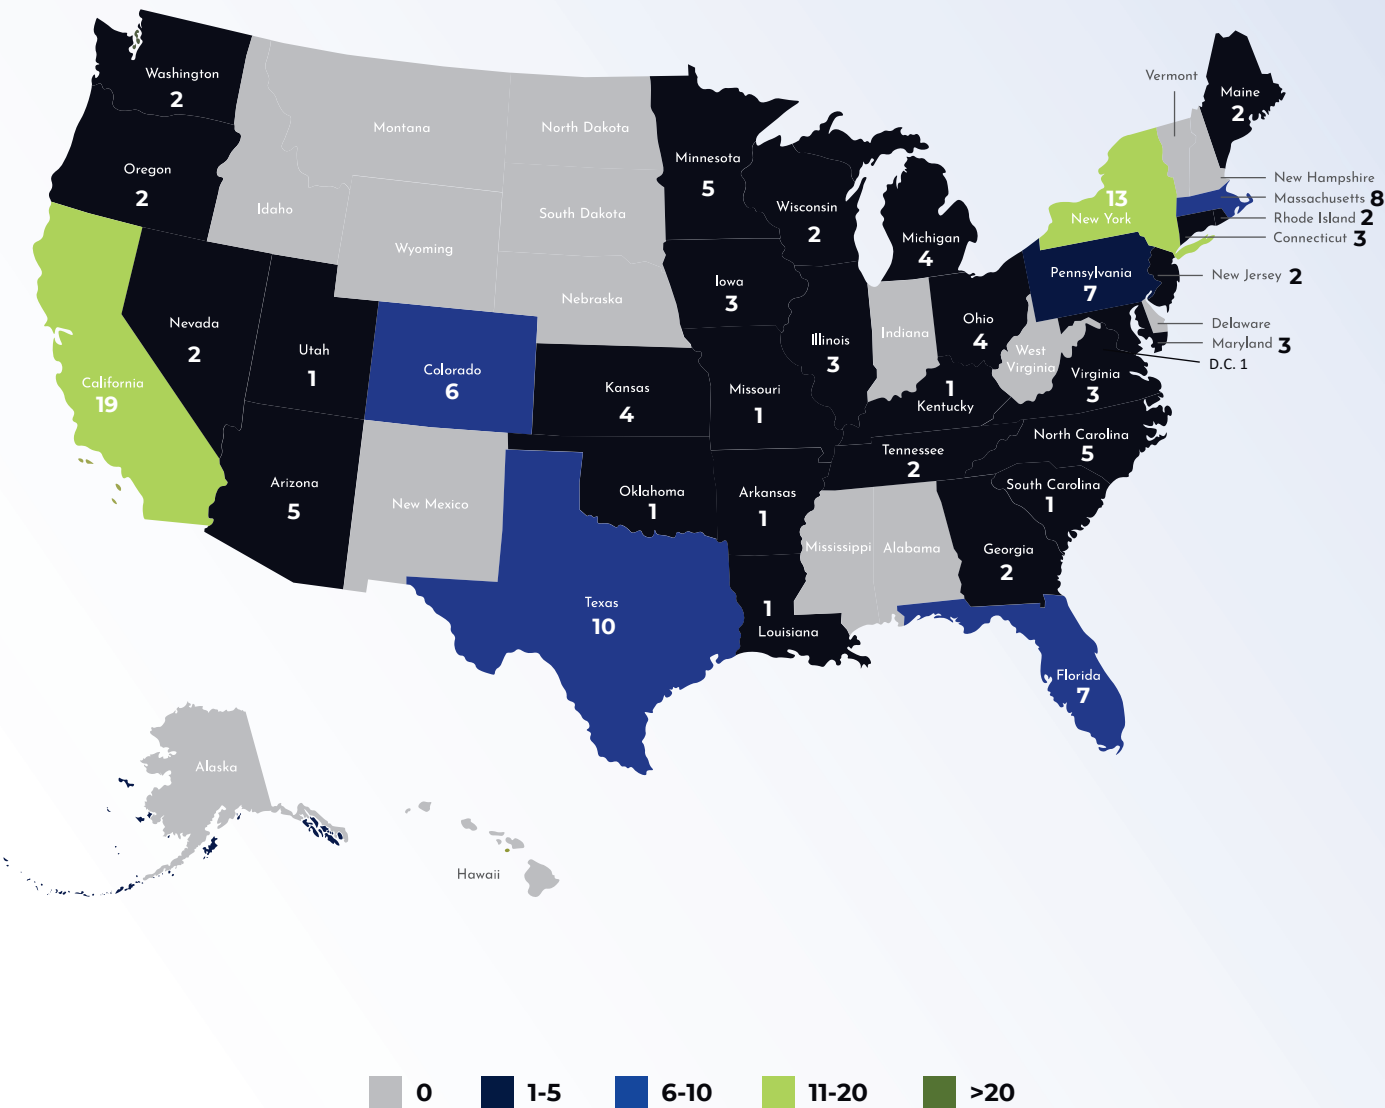 Washington
2
Oregon
2
California
19
Nevada
2
Idaho
Montana
Wyoming
Utah
1
Arizona
5
Colorado
6
New Mexico
North Dakota
South Dakota
Nebraska
Kansas
4
Oklahoma
1
Texas
10
Minnesota
5
Iowa
3
Missouri
1
Arkansas
1
1
Louisiana
Wisconsin
2
Illinois
3
Michigan
4
Indiana
Ohio
4
1
Kentucky
Tennessee
2
Mississippi
Alabama
Georgia
2
Florida
7
South Carolina
1
North Carolina
5
Virginia
3
West
Virginia
Pennsylvania
7
13
New York
Vermont
Maine
2
New Hampshire
Massachusetts 8
Rhode Island 2
Connecticut 3
New Jersey 2
Delaware
Maryland 3
D.C. 1
Alaska
Hawaii
0
1-5
6-10
11-20
>20